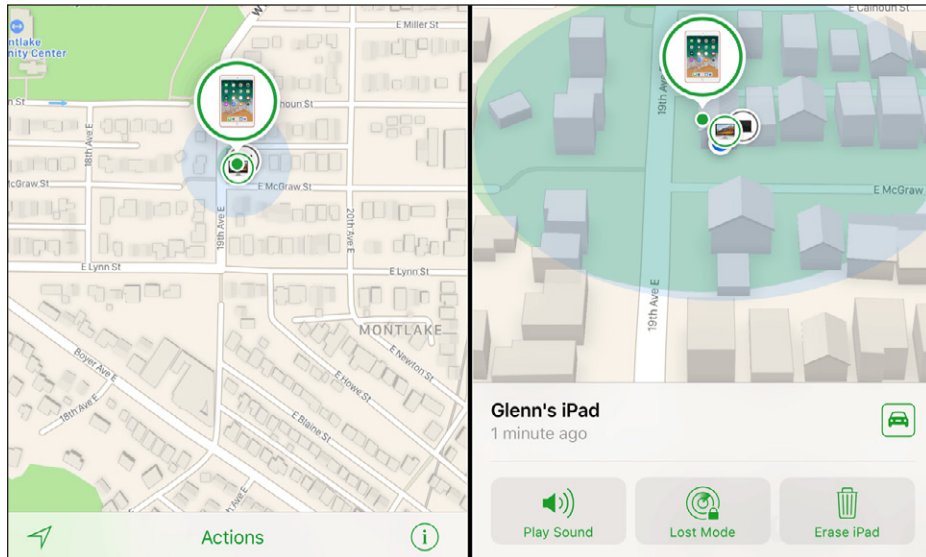 E Miller St
ntlake
nity Center
n St
houn St
18th Ave E
cGraw St
E McGraw St
19th Ave E
20th Ave E
E Lynn St
E Lynn St
MONTLAKE
Boyer Ave E
18th Ave E
E Newton St
E Howe St
E Blaine St
Actions
E Calhoun St
19th Ave E
E McGraw
19th Ave E
Glenn's iPad
1 minute ago
Play Sound
Lost Mode
Erase iPad